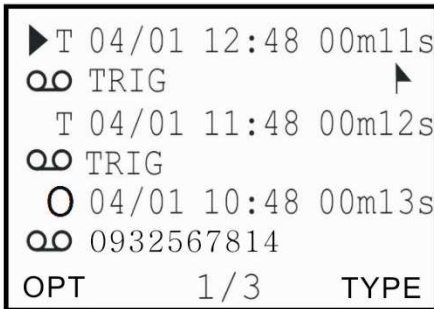 T 04/01 12:48 00m11s
TRIG
T 04/01 11:48 00m12s
TRIG
O 04/01 10:48 00m13s
0932567814
OPT 1/3 TYPE